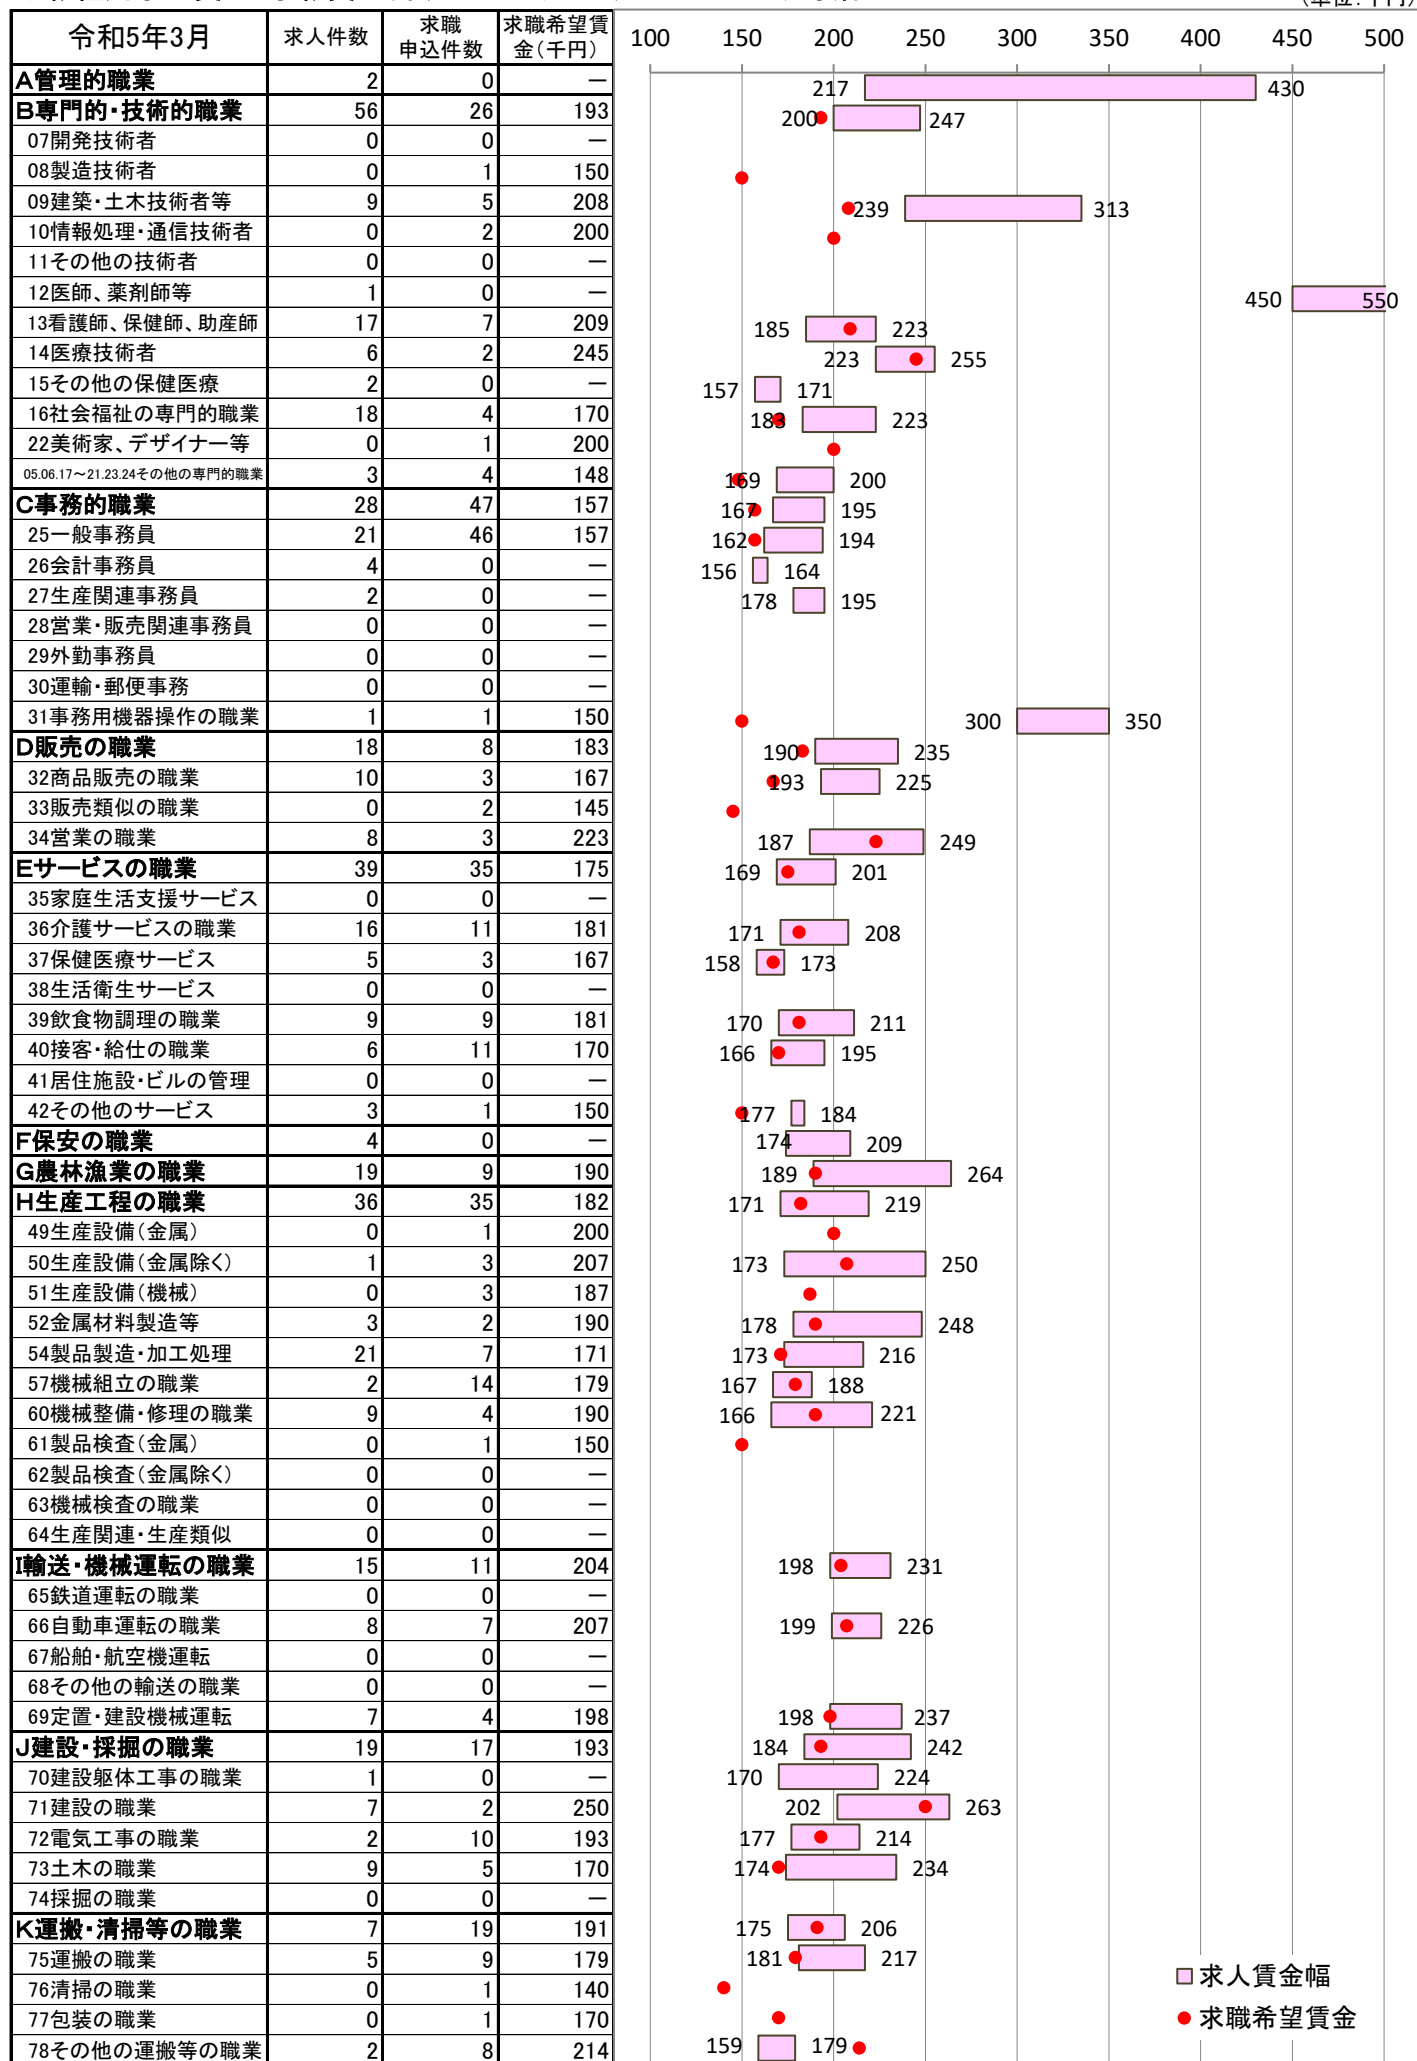 (単位:千円)
令和5年3月 求人件数 求職申込件数 求職希望賃金(千円) 100 150 200 250 300 350 400 450 500
A管理的職業 2 0 — 217 430
B専門的・技術的職業 56 26 193 200 247
07開発技術者 0 0 —
08製造技術者 0 1 150
09建築・土木技術者等 9 5 208 239 313
10情報処理・通信技術者 0 2 200
11その他の技術者 0 0 —
12医師、薬剤師等 1 0 — 450 550
13看護師、保健師、助産師 17 7 209 185 223
14医療技術者 6 2 245 223 255
15その他の保健医療 2 0 — 157 171
16社会福祉の専門的職業 18 4 170 183 223
22美術家、デザイナー等 0 1 200
05.06.17～21.23.24その他の専門的職業 3 4 148 169 200
C事務的職業 28 47 157 167 195
25一般事務員 21 46 157 162 194
26会計事務員 4 0 — 156 164
27生産関連事務員 2 0 — 178 195
28営業・販売関連事務員 0 0 —
29外勤事務員 0 0 —
30運輸・郵便事務 0 0 —
31事務用機器操作の職業 1 1 150 300 350
D販売の職業 18 8 183 190 235
32商品販売の職業 10 3 167 193 225
33販売類似の職業 0 2 145
34営業の職業 8 3 223 187 249
Eサービスの職業 39 35 175 169 201
35家庭生活支援サービス 0 0 —
36介護サービスの職業 16 11 181 171 208
37保健医療サービス 5 3 167 158 173
38生活衛生サービス 0 0 —
39飲食物調理の職業 9 9 181 170 211
40接客・給仕の職業 6 11 170 166 195
41居住施設・ビルの管理 0 0 —
42その他のサービス 3 1 150 177 184
F保安の職業 4 0 — 174 209
G農林漁業の職業 19 9 190 189 264
H生産工程の職業 36 35 182 171 219
49生産設備(金属) 0 1 200
50生産設備(金属除く) 1 3 207 173 250
51生産設備(機械) 0 3 187
52金属材料製造等 3 2 190 178 248
54製品製造・加工処理 21 7 171 173 216
57機械組立の職業 2 14 179 167 188
60機械整備・修理の職業 9 4 190 166 221
61製品検査(金属) 0 1 150
62製品検査(金属除く) 0 0 —
63機械検査の職業 0 0 —
64生産関連・生産類似 0 0 —
I輸送・機械運転の職業 15 11 204 198 231
65鉄道運転の職業 0 0 —
66自動車運転の職業 8 7 207 199 226
67船舶・航空機運転 0 0 —
68その他の輸送の職業 0 0 —
69定置・建設機械運転 7 4 198 198 237
J建設・採掘の職業 19 17 193 184 242
70建設躯体工事の職業 1 0 — 170 224
71建設の職業 7 2 250 202 263
72電気工事の職業 2 10 193 177 214
73土木の職業 9 5 170 174 234
74採掘の職業 0 0 —
K運搬・清掃等の職業 7 19 191 175 206
75運搬の職業 5 9 179 181 217
76清掃の職業 0 1 140
77包装の職業 0 1 170
78その他の運搬等の職業 2 8 214 159 179
求人賃金幅
求職希望賃金